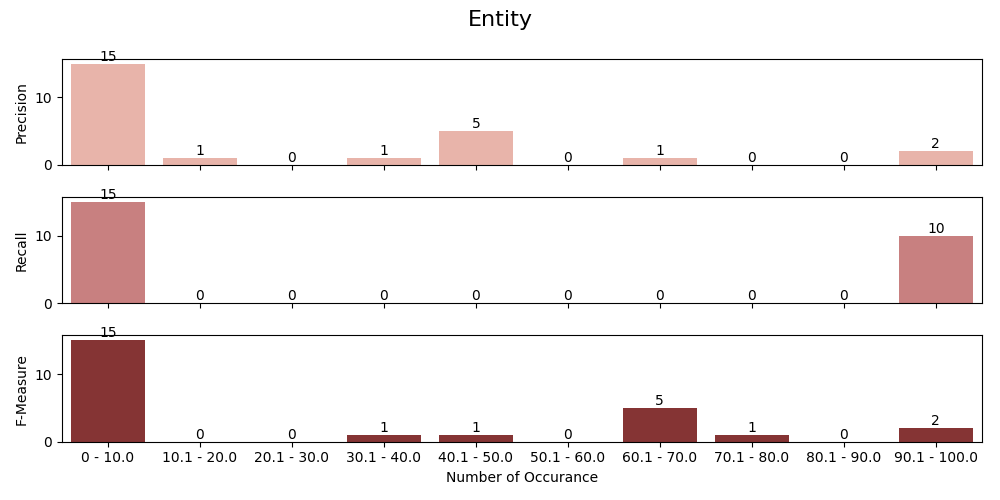 Entity
Precision
10
0
15 1 0 1 5 0 1 0 0 2
Recall
10
0
15 0 0 0 0 0 0 0 0 10
F-Measure
10
0
15 0 0 1 1 0 5 1 0 2
0 - 10.0 10.1 - 20.0 20.1 - 30.0 30.1 - 40.0 40.1 - 50.0 50.1 - 60.0 60.1 - 70.0 70.1 - 80.0 80.1 - 90.0 90.1 - 100.0
Number of Occurance